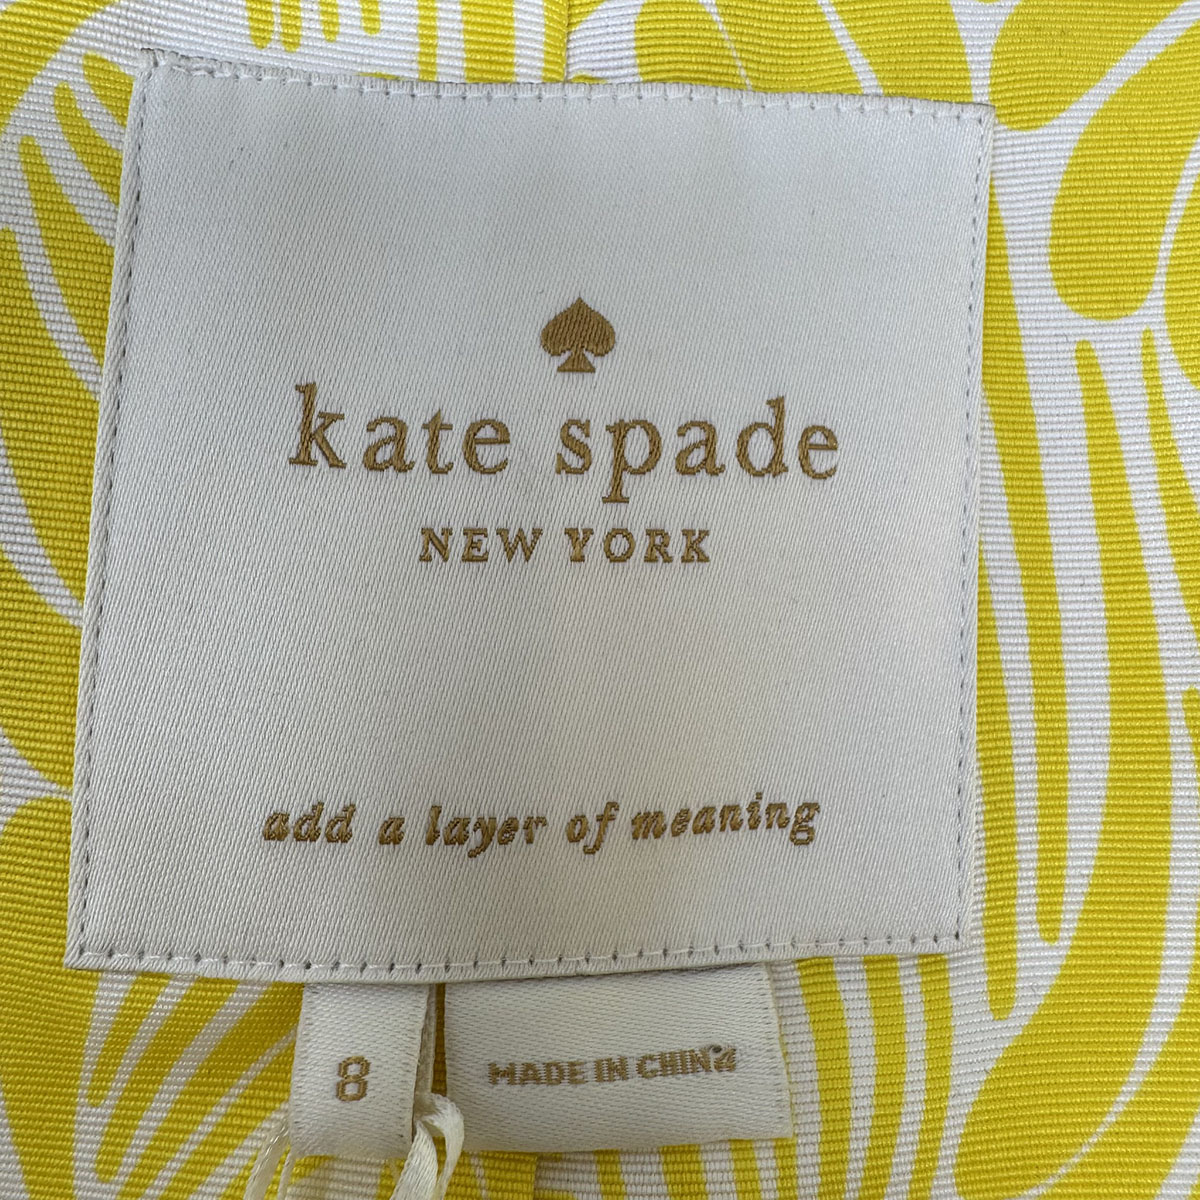 kate spade
NEW YORK
add a layer of meaning
8
MADE IN CHINA